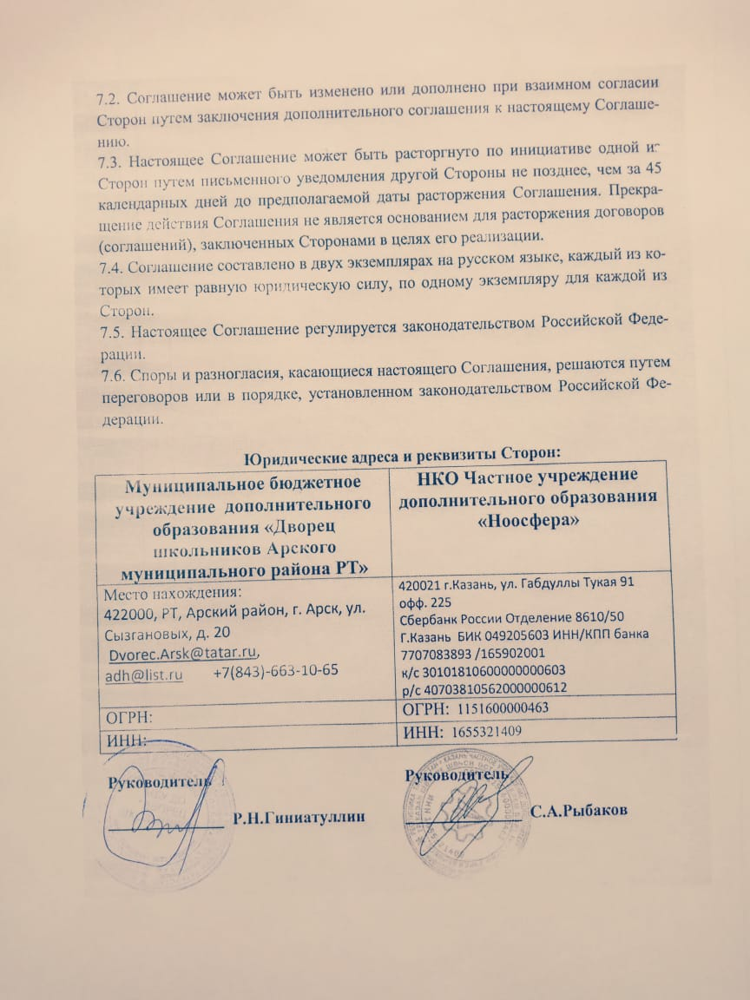 7.2. Соглашение может быть изменено или дополнено при взаимном согласии
Сторон путем заключения дополнительного соглашения к настоящему Соглаше-
нию.
7.3. Настоящее Соглашение может быть расторгнуто по инициативе одной из
Сторон путем письменного уведомления другой Стороны не позднее, чем за 45
календарных дней до предполагаемой даты расторжения Соглашения. Прекра-
щение действия Соглашения не является основанием для расторжения договоров
(соглашений), заключенных Сторонами в целях его реализации.
7.4. Соглашение составлено в двух экземплярах на русском языке, каждый из ко-
торых имеет равную юридическую силу, по одному экземпляру для каждой из
Сторон.
7.5. Настоящее Соглашение регулируется законодательством Российской Феде-
рации.
7.6. Споры и разногласия, касающиеся настоящего Соглашения, решаются путем
переговоров или в порядке, установленном законодательством Российской Фе-
дерации.
Юридические адреса и реквизиты Сторон:
Муниципальное бюджетное
учреждение дополнительного
образования «Дворец
школьников Арского
муниципального района РТ»
НКО Частное учреждение
дополнительного образования
«Ноосфера»
Место нахождения:
422000, РТ, Арский район, г. Арск, ул.
Сызгановых, д. 20
Dvorec.Arsk@tatar.ru,
adh@list.ru +7(843)-663-10-65
420021 г.Казань, ул. Габдуллы Тукая 91
офф. 225
Сбербанк России Отделение 8610/50
Г.Казань БИК 049205603 ИНН/КПП банка
7707083893 /165902001
к/с 30101810600000000603
р/с 40703810562000000612
ОГРН:
ОГРН: 1151600000463
ИНН:
ИНН: 1655321409
Руководитель
Р.Н.Гиниатуллин
Руководитель
С.А.Рыбаков